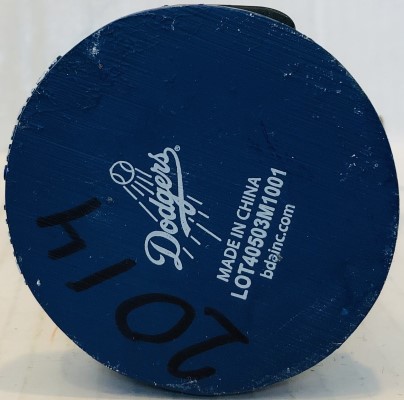 Dodgers
MADE IN CHINA
LOT40503M1001
bdainc.com
2014